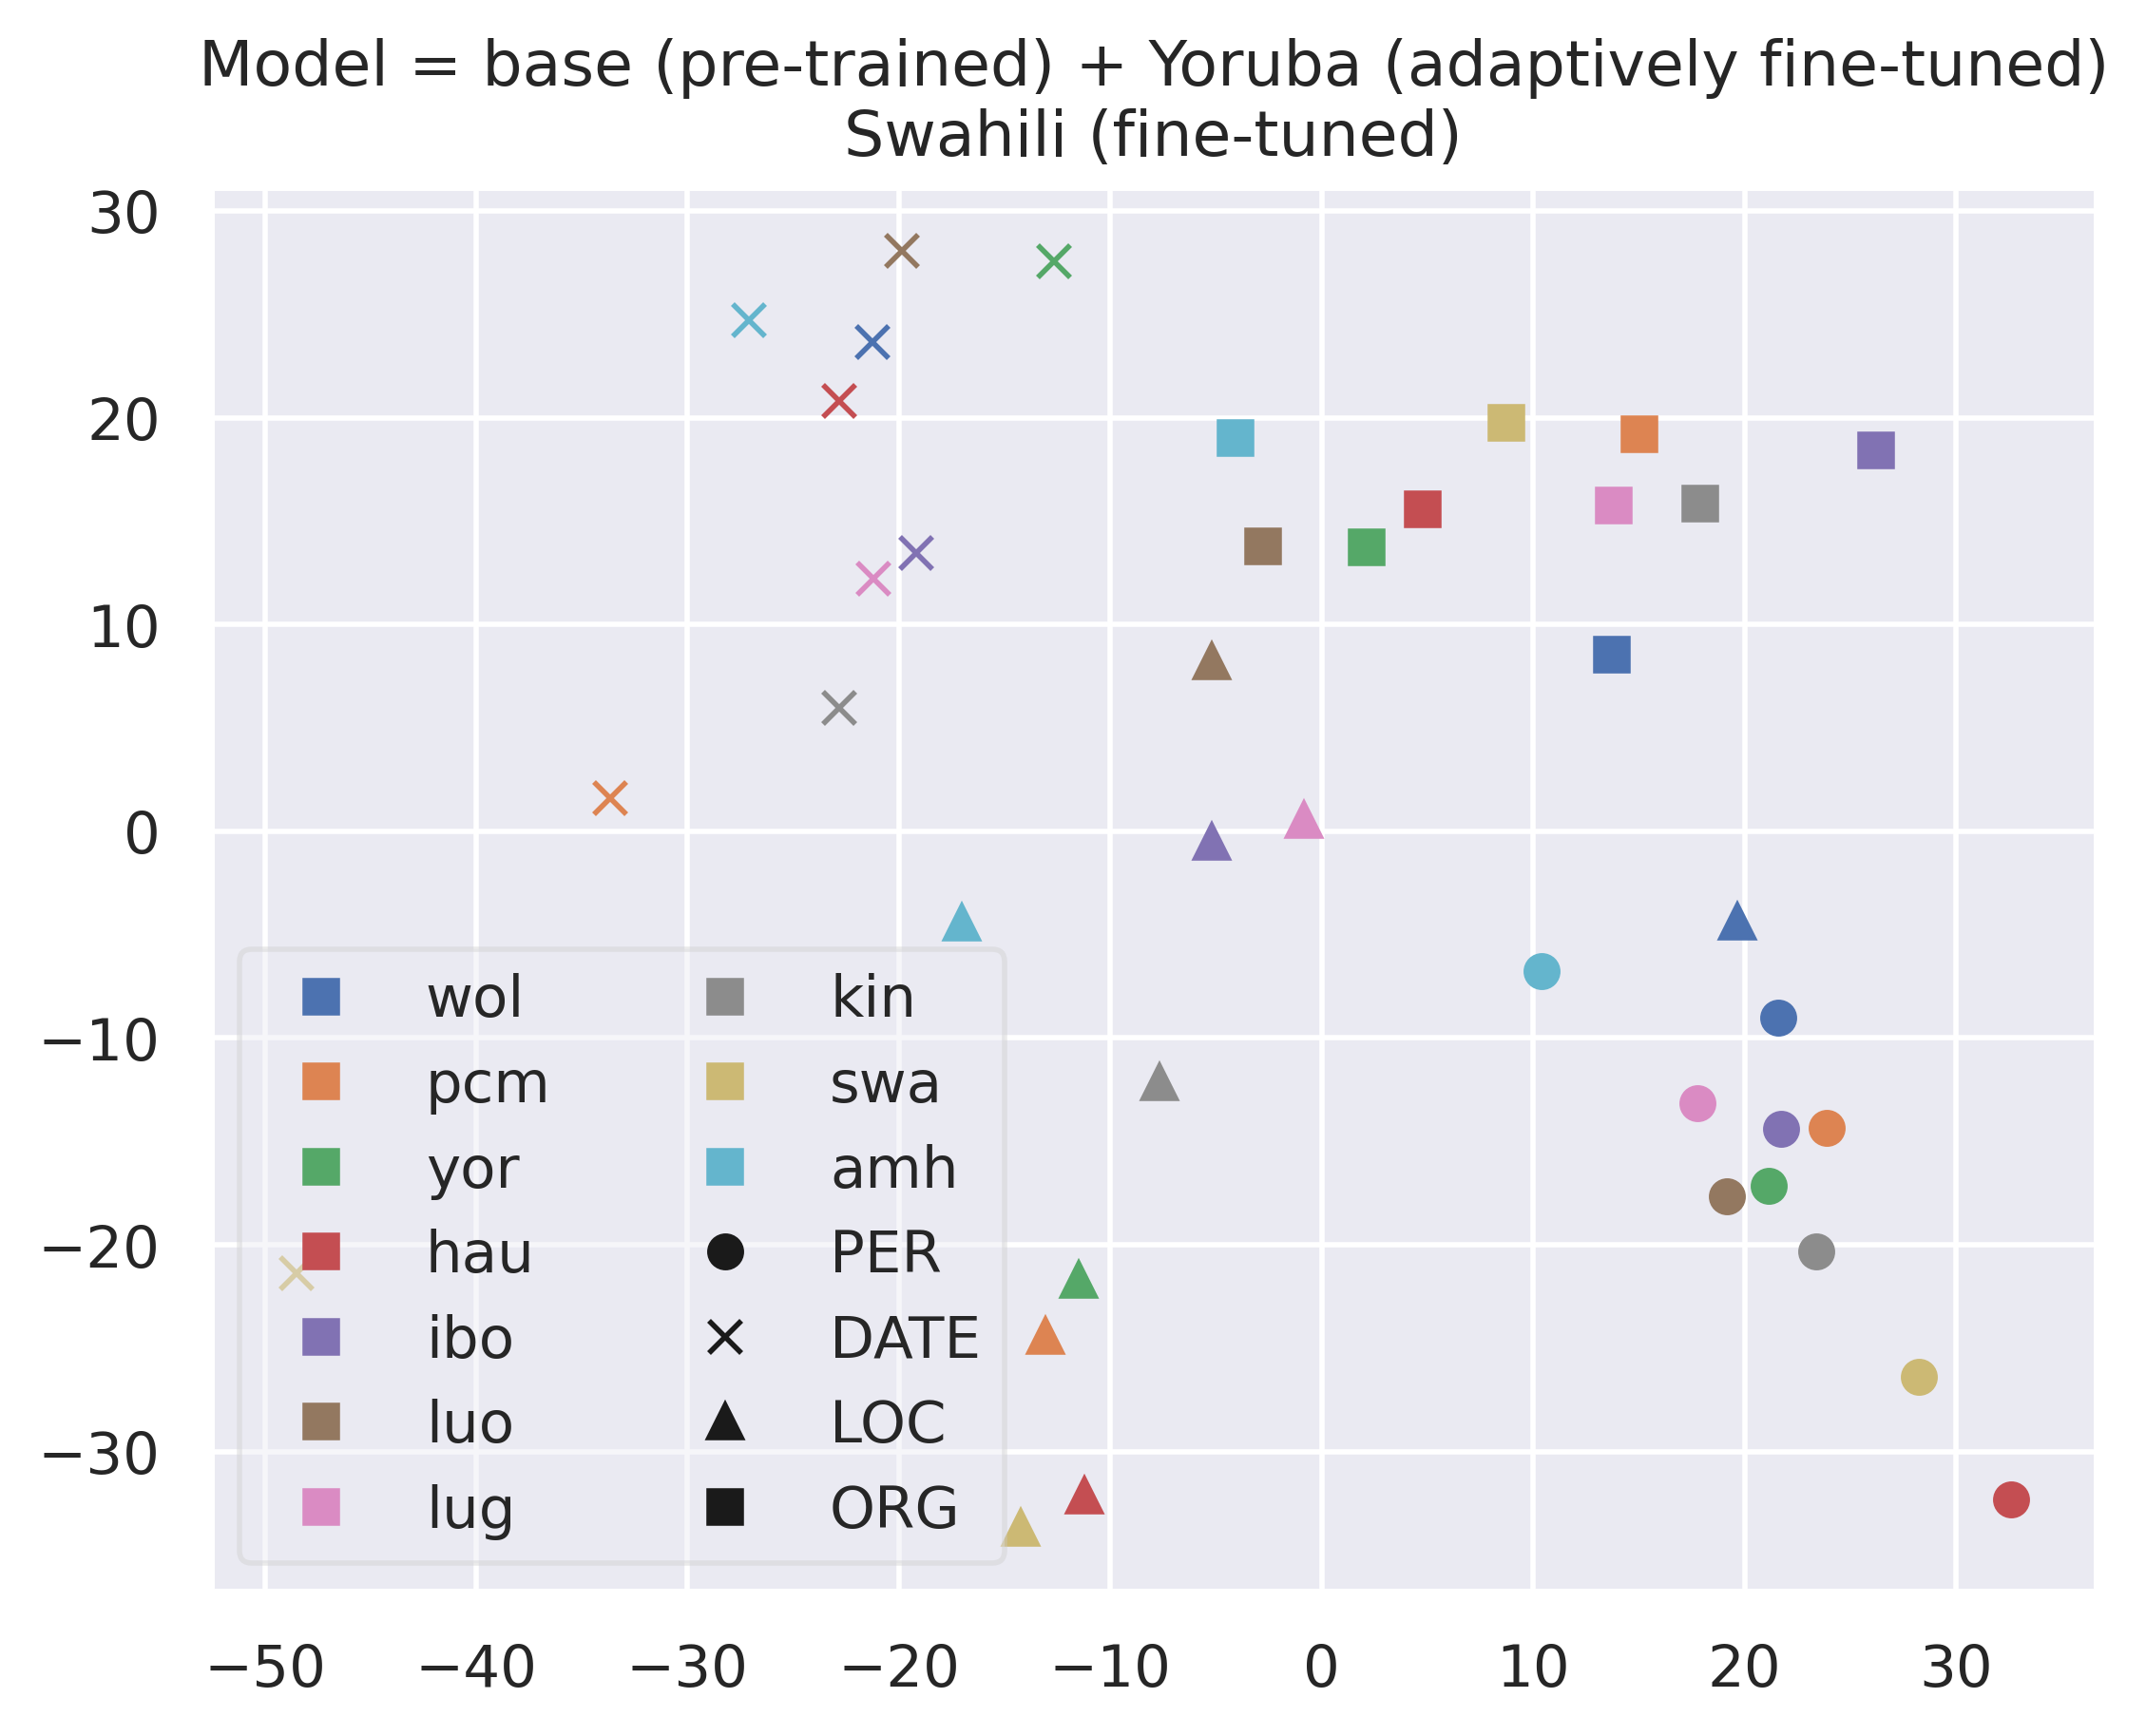 Model = base (pre-trained) + Yoruba (adaptively fine-tuned)
Swahili (fine-tuned)
30
20
10
0
−10
−20
−30
wol
pcm
yor
hau
ibo
luo
lug
kin
swa
amh
PER
DATE
LOC
ORG
−50 −40 −30 −20 −10 0 10 20 30